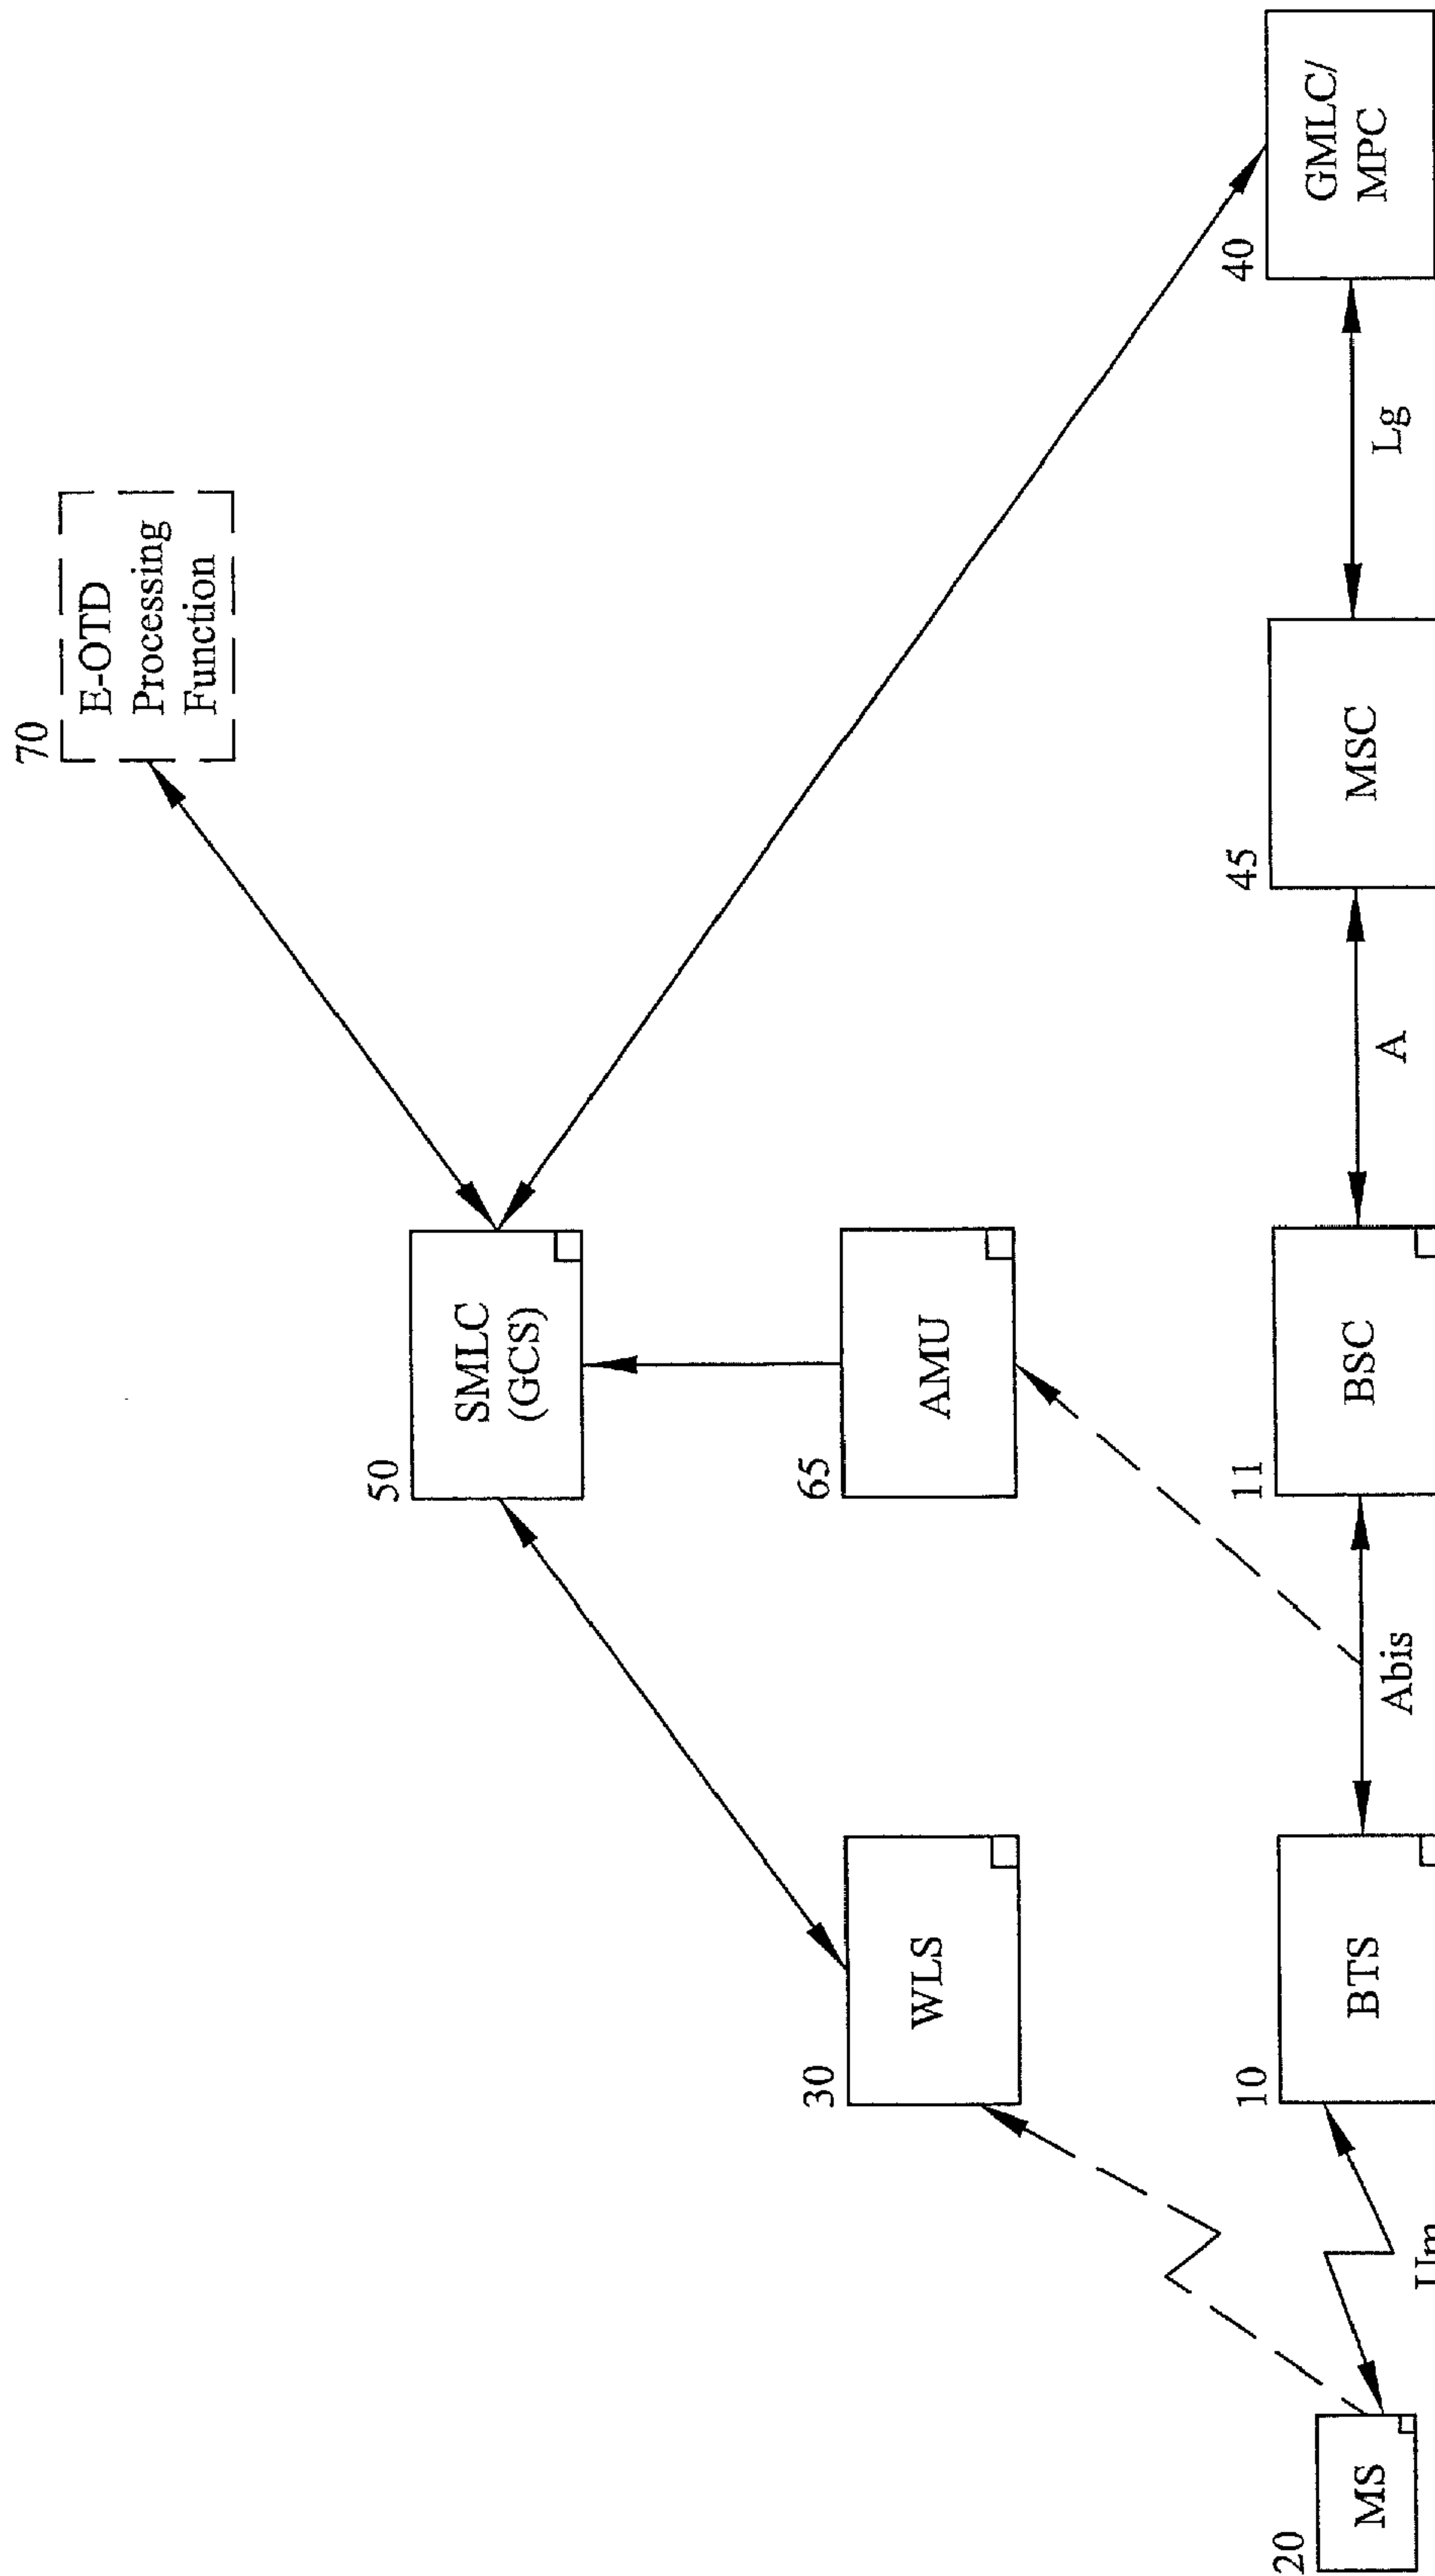 70
E-OTD
Processing
Function
50
SMLC
(GCS)
30
WLS
65
AMU
20
MS
Um
10
BTS
Abis
11
BSC
A
45
MSC
Lg
40
GMLC/
MPC